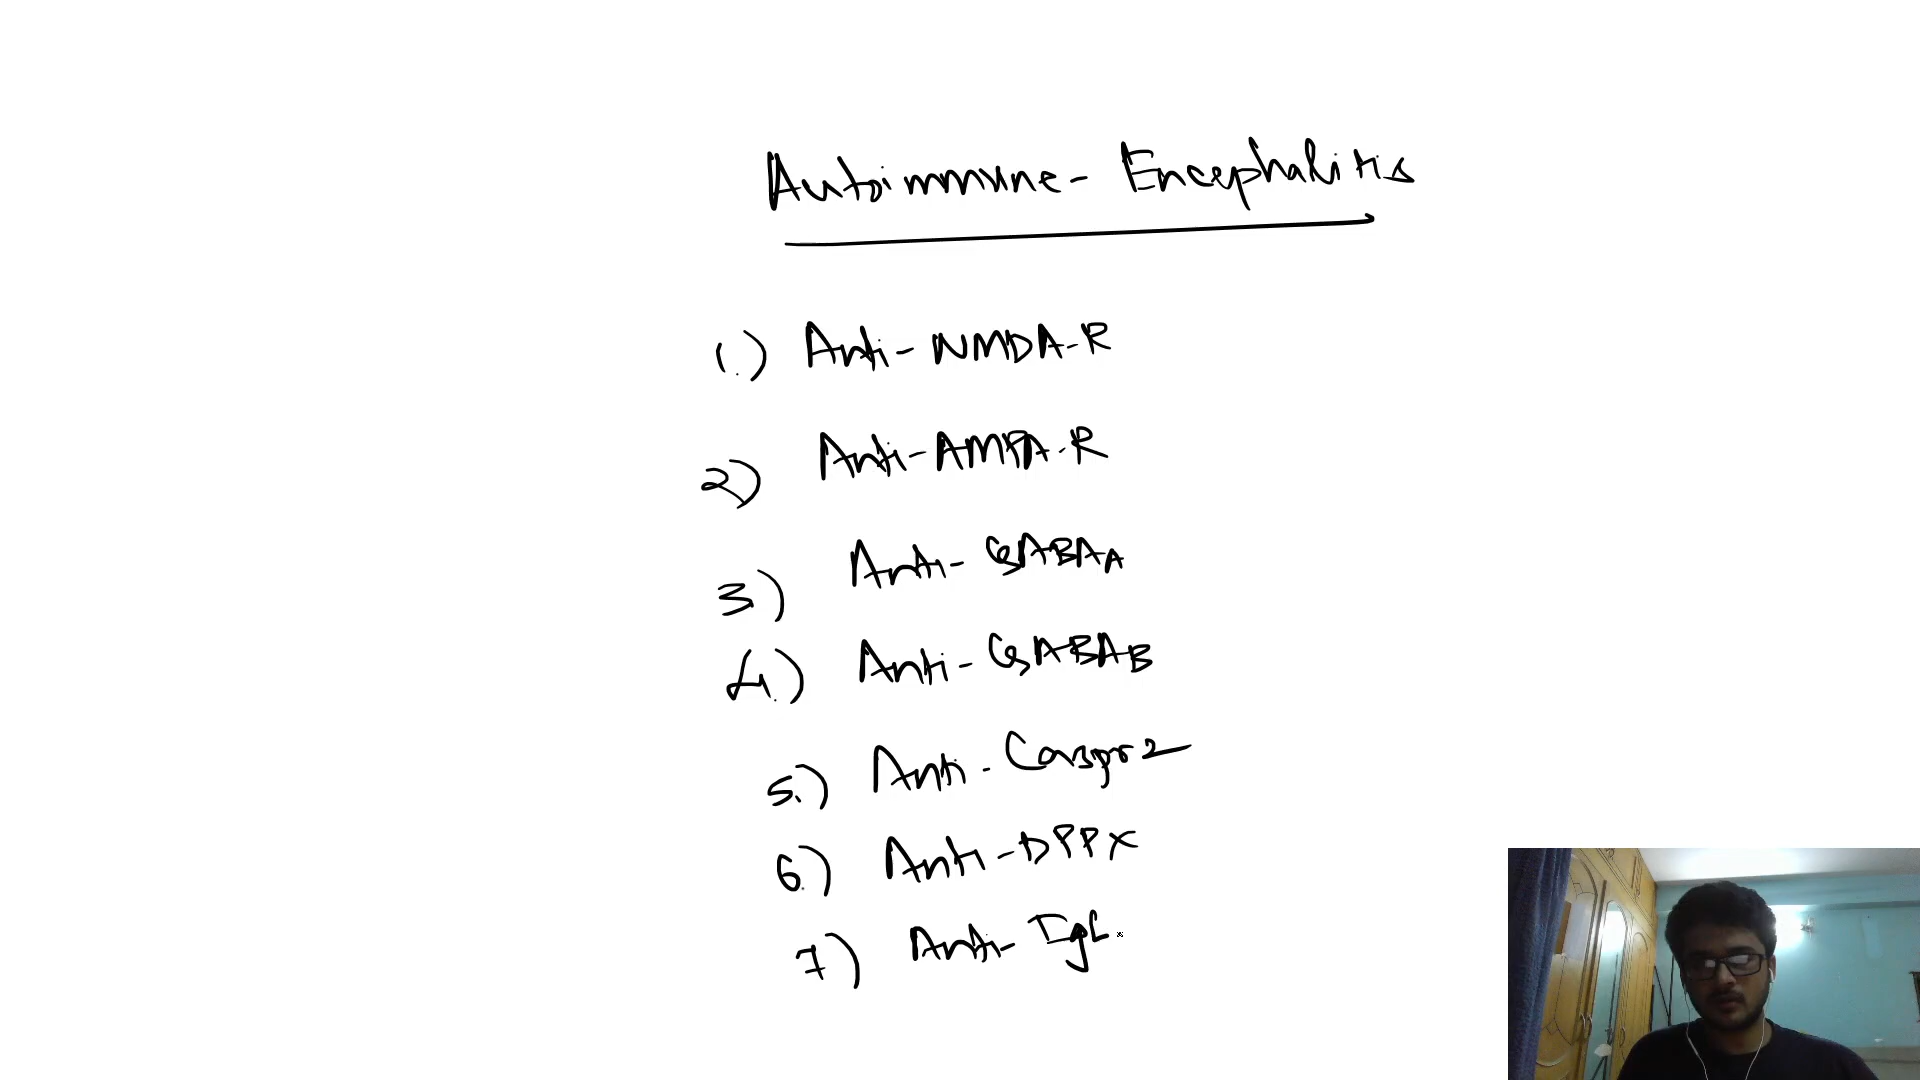 Autoimmune - Encephalitis
1.) Anti - NMDA-R
2) Anti - AMPA-R
3) Anti - GABAA
4.) Anti - GABAB
5.) Anti - Caspr2
6.) Anti - DPPX
7) Anti - IgL